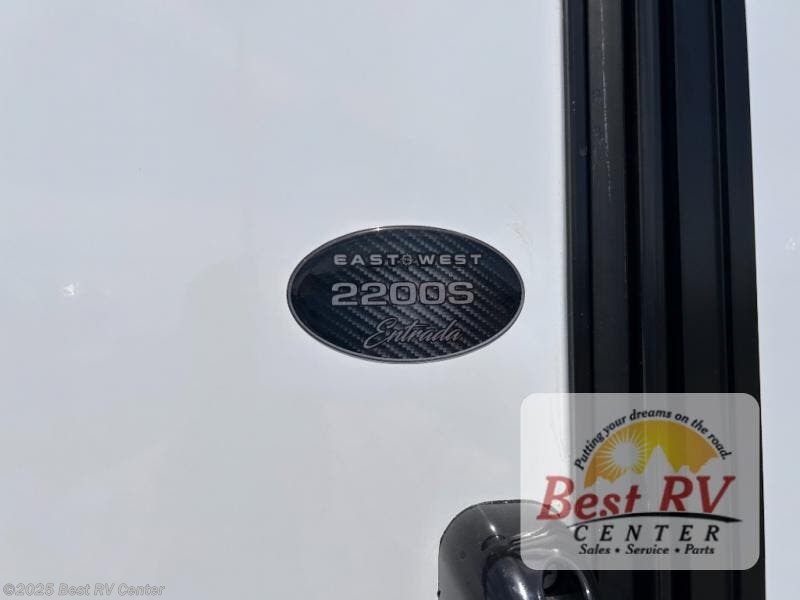 EAST WEST
2200S
Entrada
Putting your dreams on the road.
Best RV
CENTER
Sales • Service • Parts
©2025 Best RV Center